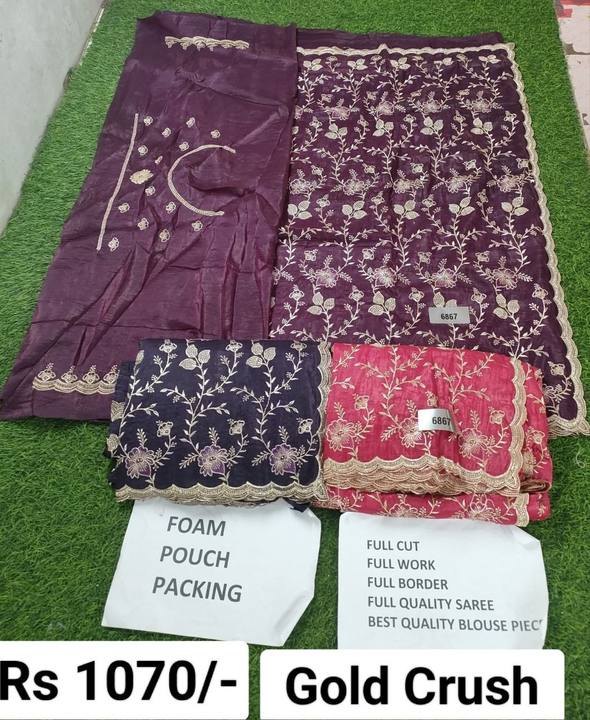 6867
6867
FOAM
POUCH
PACKING
FULL CUT
FULL WORK
FULL BORDER
FULL QUALITY SAREE
BEST QUALITY BLOUSE PIEC
Rs 1070/-
Gold Crush